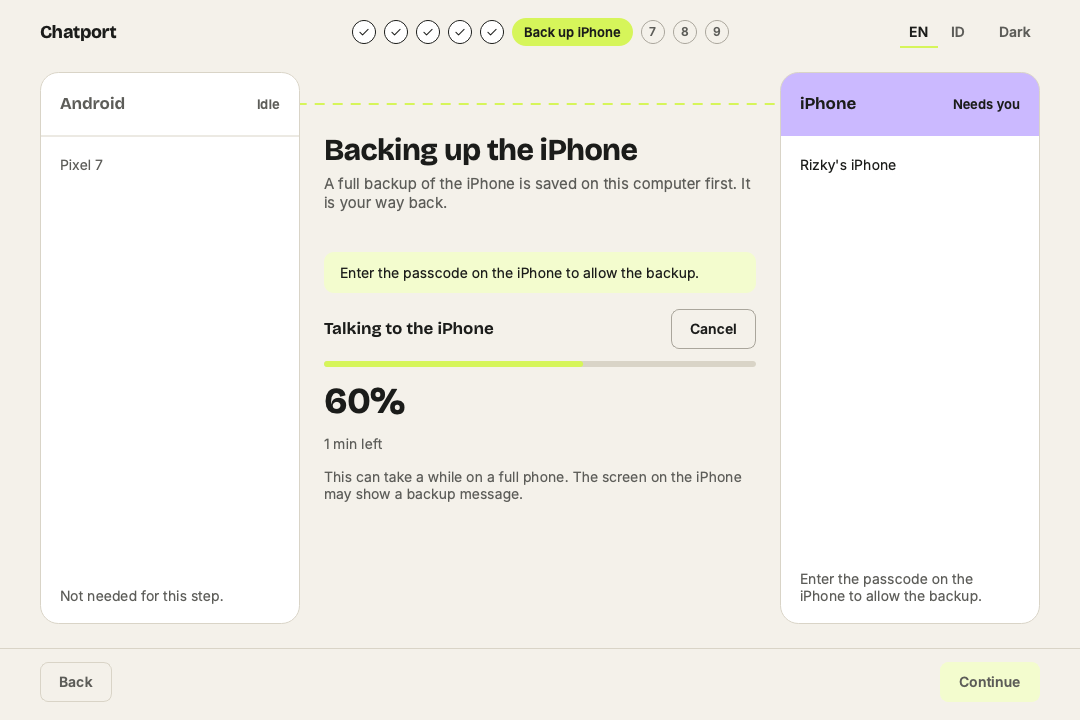 Chatport
Back up iPhone
7
8
9
EN
ID
Dark
Android
Idle
Pixel 7
Not needed for this step.
Backing up the iPhone
A full backup of the iPhone is saved on this computer first. It
is your way back.
Enter the passcode on the iPhone to allow the backup.
Talking to the iPhone
Cancel
60%
1 min left
This can take a while on a full phone. The screen on the iPhone
may show a backup message.
iPhone
Needs you
Rizky's iPhone
Enter the passcode on the
iPhone to allow the backup.
Back
Continue